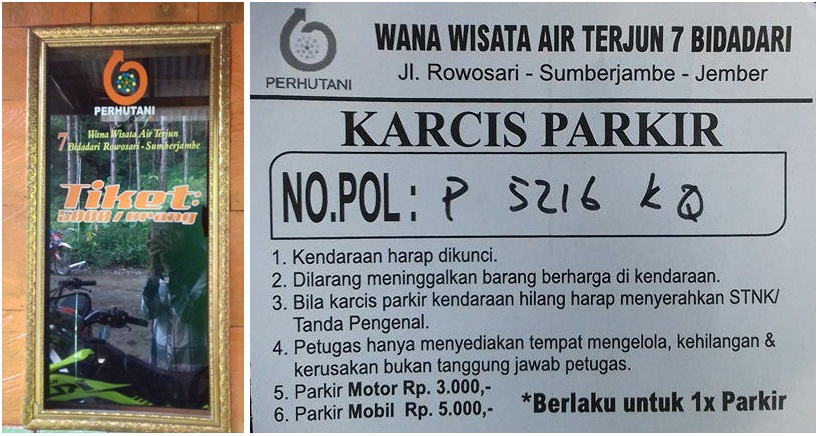 PERHUTANI
Wana Wisata Air Terjun
7 Bidadari Rowosari - Sumberjambe
Tiket:
5000 / orang
PERHUTANI
WANA WISATA AIR TERJUN 7 BIDADARI
Jl. Rowosari - Sumberjambe - Jember
KARCIS PARKIR
NO.POL : P 5216 KQ
1. Kendaraan harap dikunci.
2. Dilarang meninggalkan barang berharga di kendaraan.
3. Bila karcis parkir kendaraan hilang harap menyerahkan STNK/
Tanda Pengenal.
4. Petugas hanya menyediakan tempat mengelola, kehilangan &
kerusakan bukan tanggung jawab petugas.
5. Parkir Motor Rp. 3.000,-
6. Parkir Mobil Rp. 5.000,-
*Berlaku untuk 1x Parkir